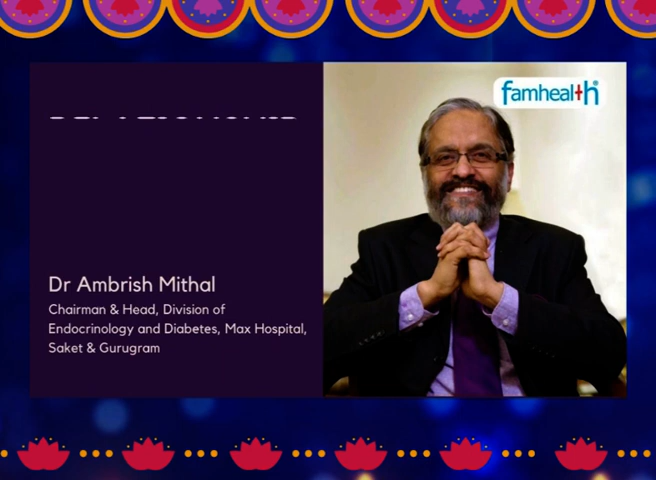 famhealth
Dr Ambrish Mithal
Chairman & Head, Division of
Endocrinology and Diabetes, Max Hospital,
Saket & Gurugram